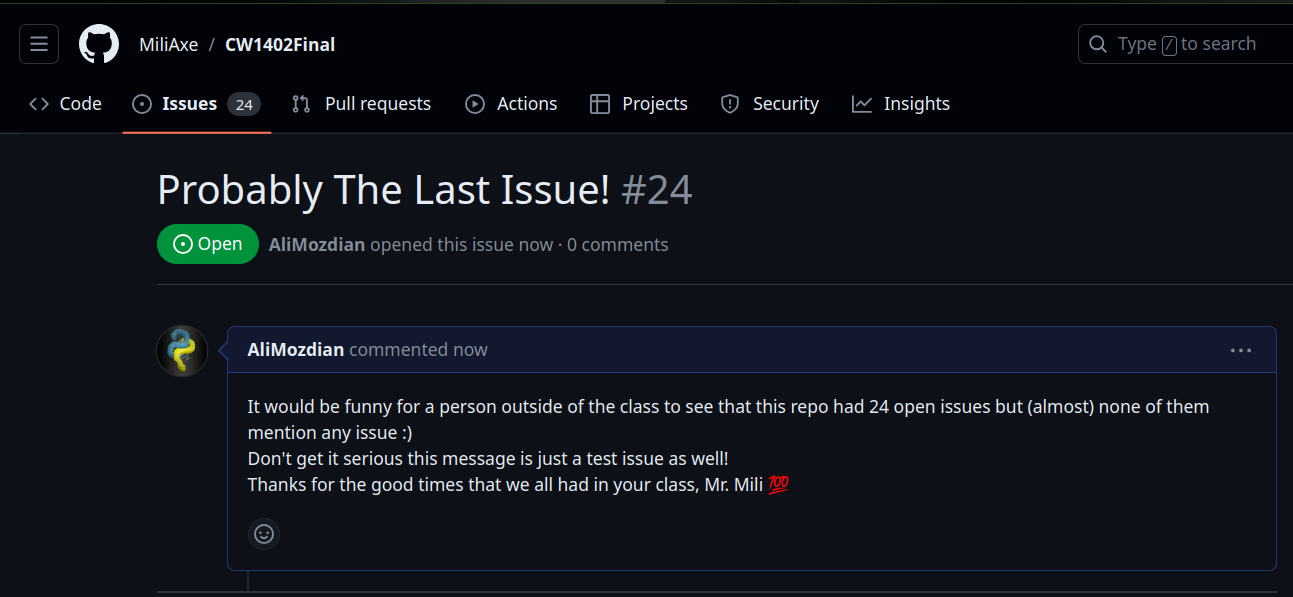 MiliAxe / CW1402Final
Type / to search
Code Issues 24 Pull requests Actions Projects Security Insights
Probably The Last Issue! #24
Open AliMozdian opened this issue now · 0 comments
AliMozdian commented now
It would be funny for a person outside of the class to see that this repo had 24 open issues but (almost) none of them
mention any issue :)
Don't get it serious this message is just a test issue as well!
Thanks for the good times that we all had in your class, Mr. Mili 💯